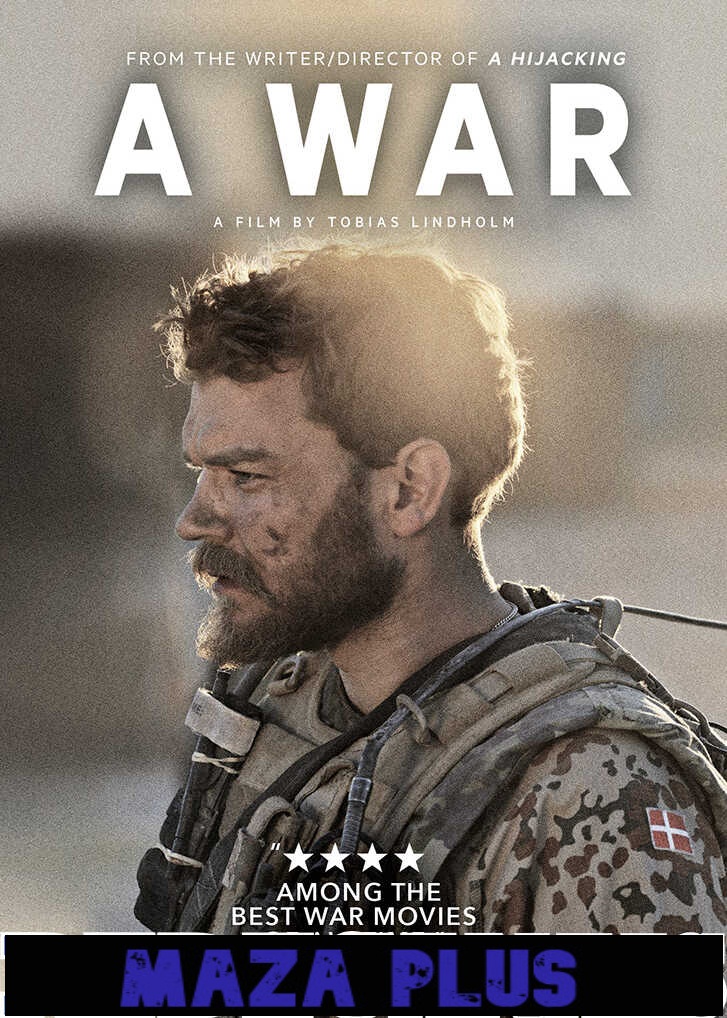 FROM THE WRITER/DIRECTOR OF A HIJACKING
A WAR
A FILM BY TOBIAS LINDHOLM
"★★★★
AMONG THE
BEST WAR MOVIES
MAZA PLUS